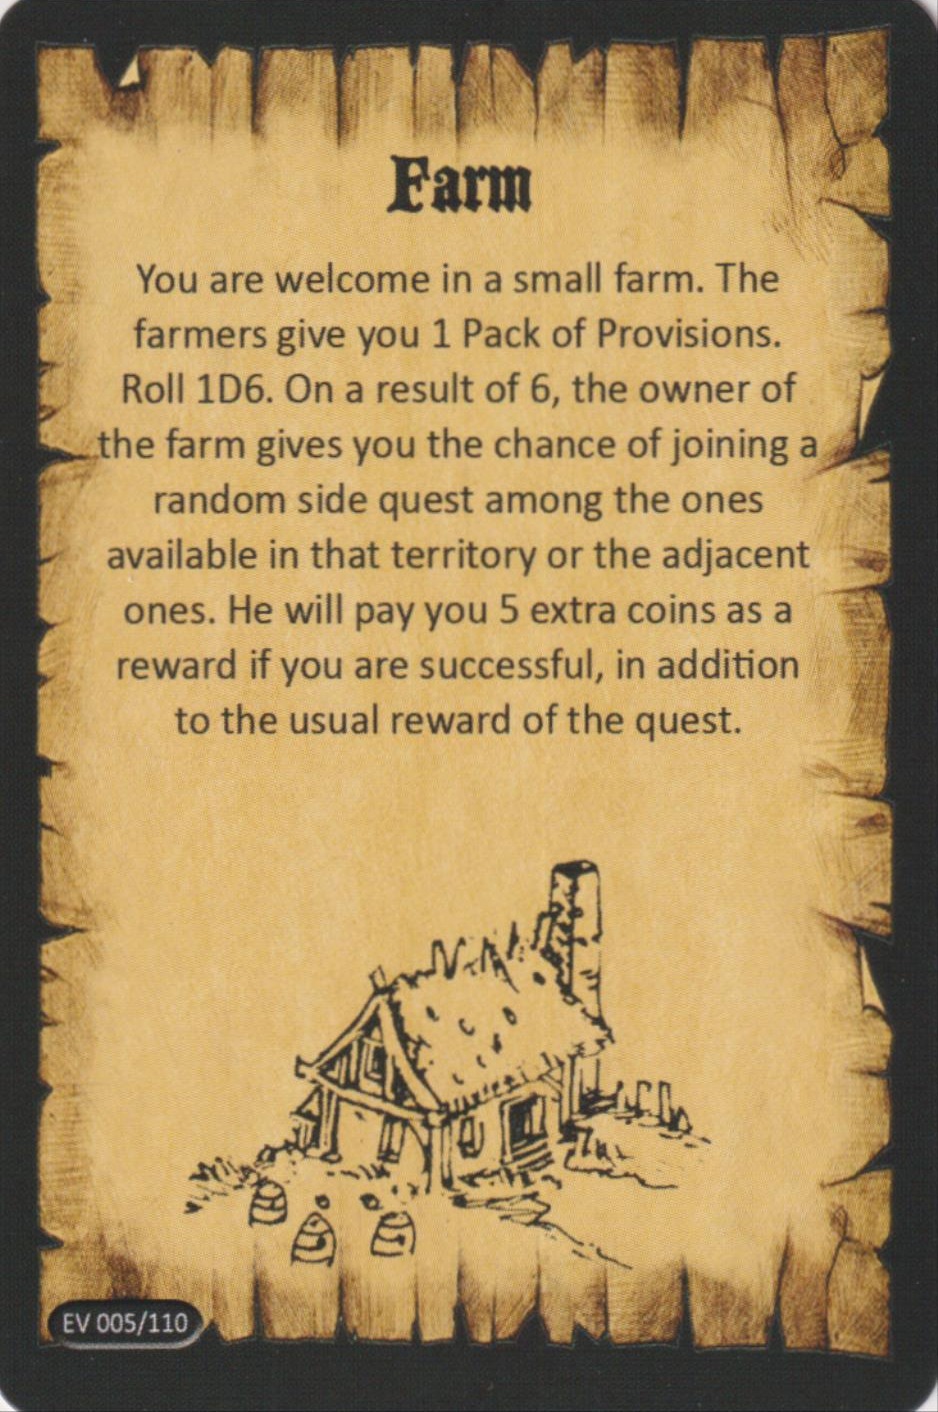 Farm
You are welcome in a small farm. The
farmers give you 1 Pack of Provisions.
Roll 1D6. On a result of 6, the owner of
the farm gives you the chance of joining a
random side quest among the ones
available in that territory or the adjacent
ones. He will pay you 5 extra coins as a
reward if you are successful, in addition
to the usual reward of the quest.
EV 005/110